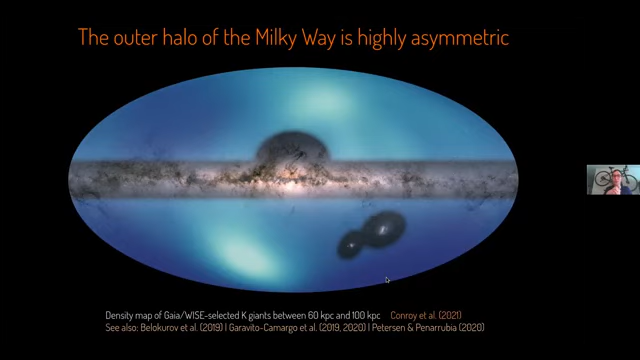 The outer halo of the Milky Way is highly asymmetric
Density map of Gaia/WISE-selected K giants between 60 kpc and 100 kpc Conroy et al. (2021)
See also: Belokurov et al. (2019) | Garavito-Camargo et al. (2019, 2020) | Petersen & Penarrubia (2020)